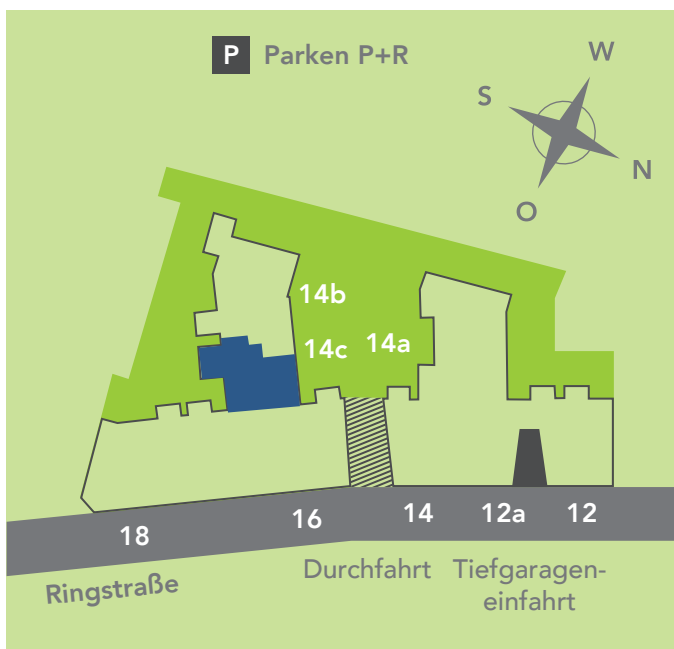 P Parken P+R
W
S
N
O
14b
14c 14a
18 16 14 12a 12
Ringstraße
Durchfahrt
Tiefgaragen-
einfahrt